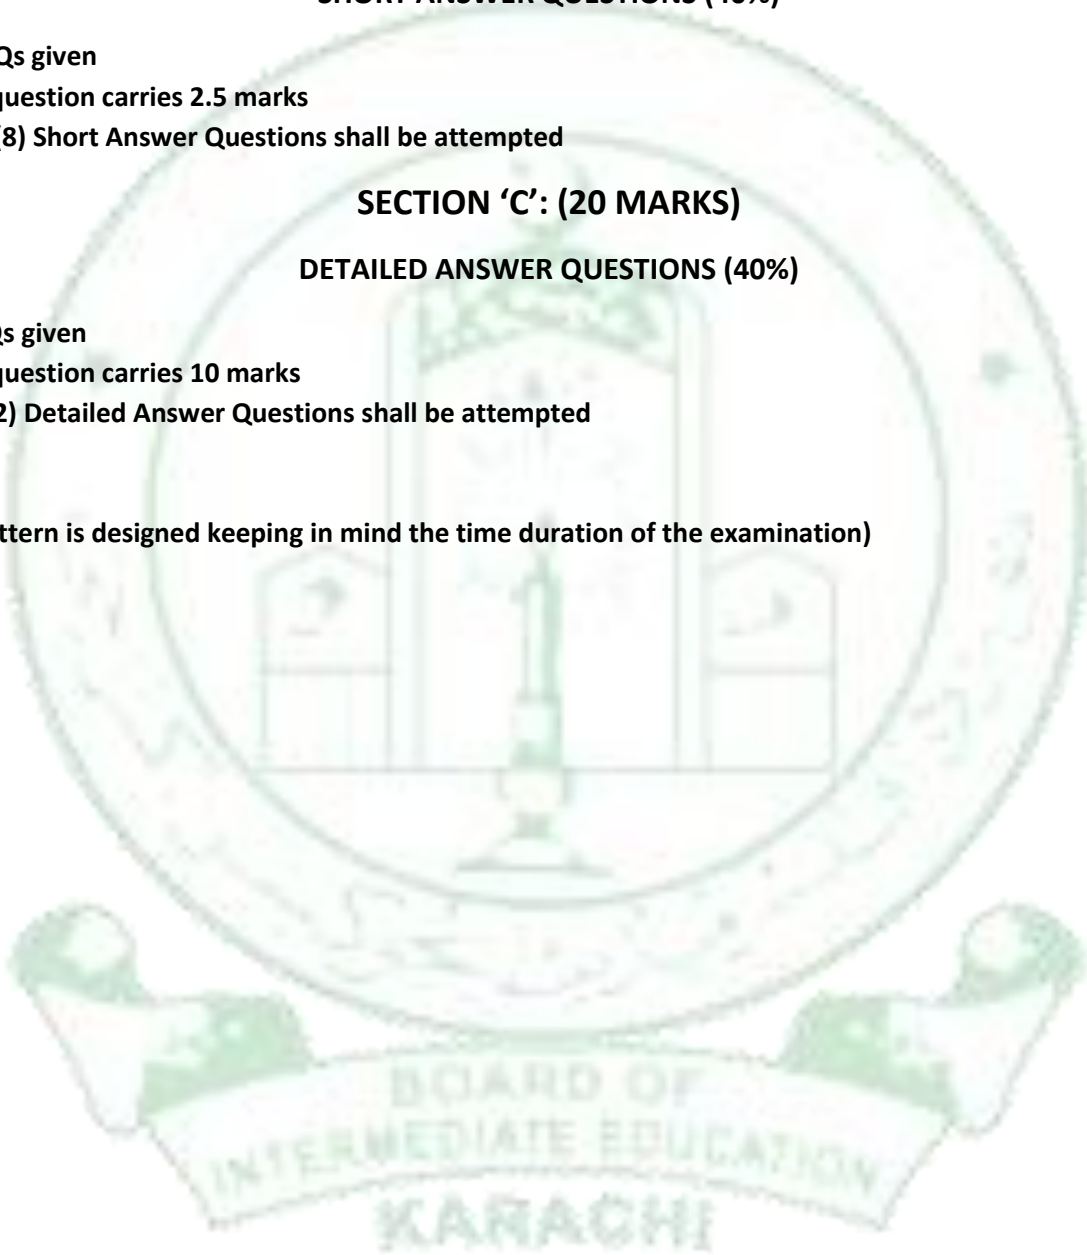 SHORT ANSWER QUESTIONS (40%)
Qs given
question carries 2.5 marks
(8) Short Answer Questions shall be attempted
SECTION ‘C’: (20 MARKS)
DETAILED ANSWER QUESTIONS (40%)
Qs given
question carries 10 marks
2) Detailed Answer Questions shall be attempted
ttern is designed keeping in mind the time duration of the examination)
BOARD OF
INTERMEDIATE EDUCATION
KARACHI